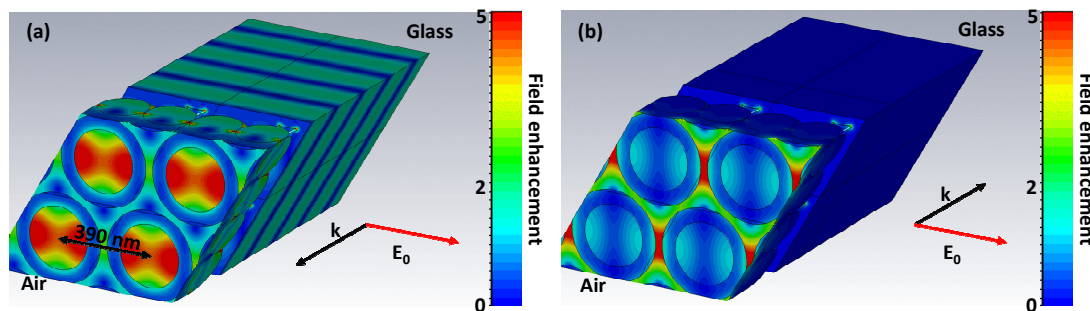 (a)
Glass
5
2
0
Field enhancement
390 nm
k
E0
Air
(b)
Glass
5
2
0
Field enhancement
k
E0
Air